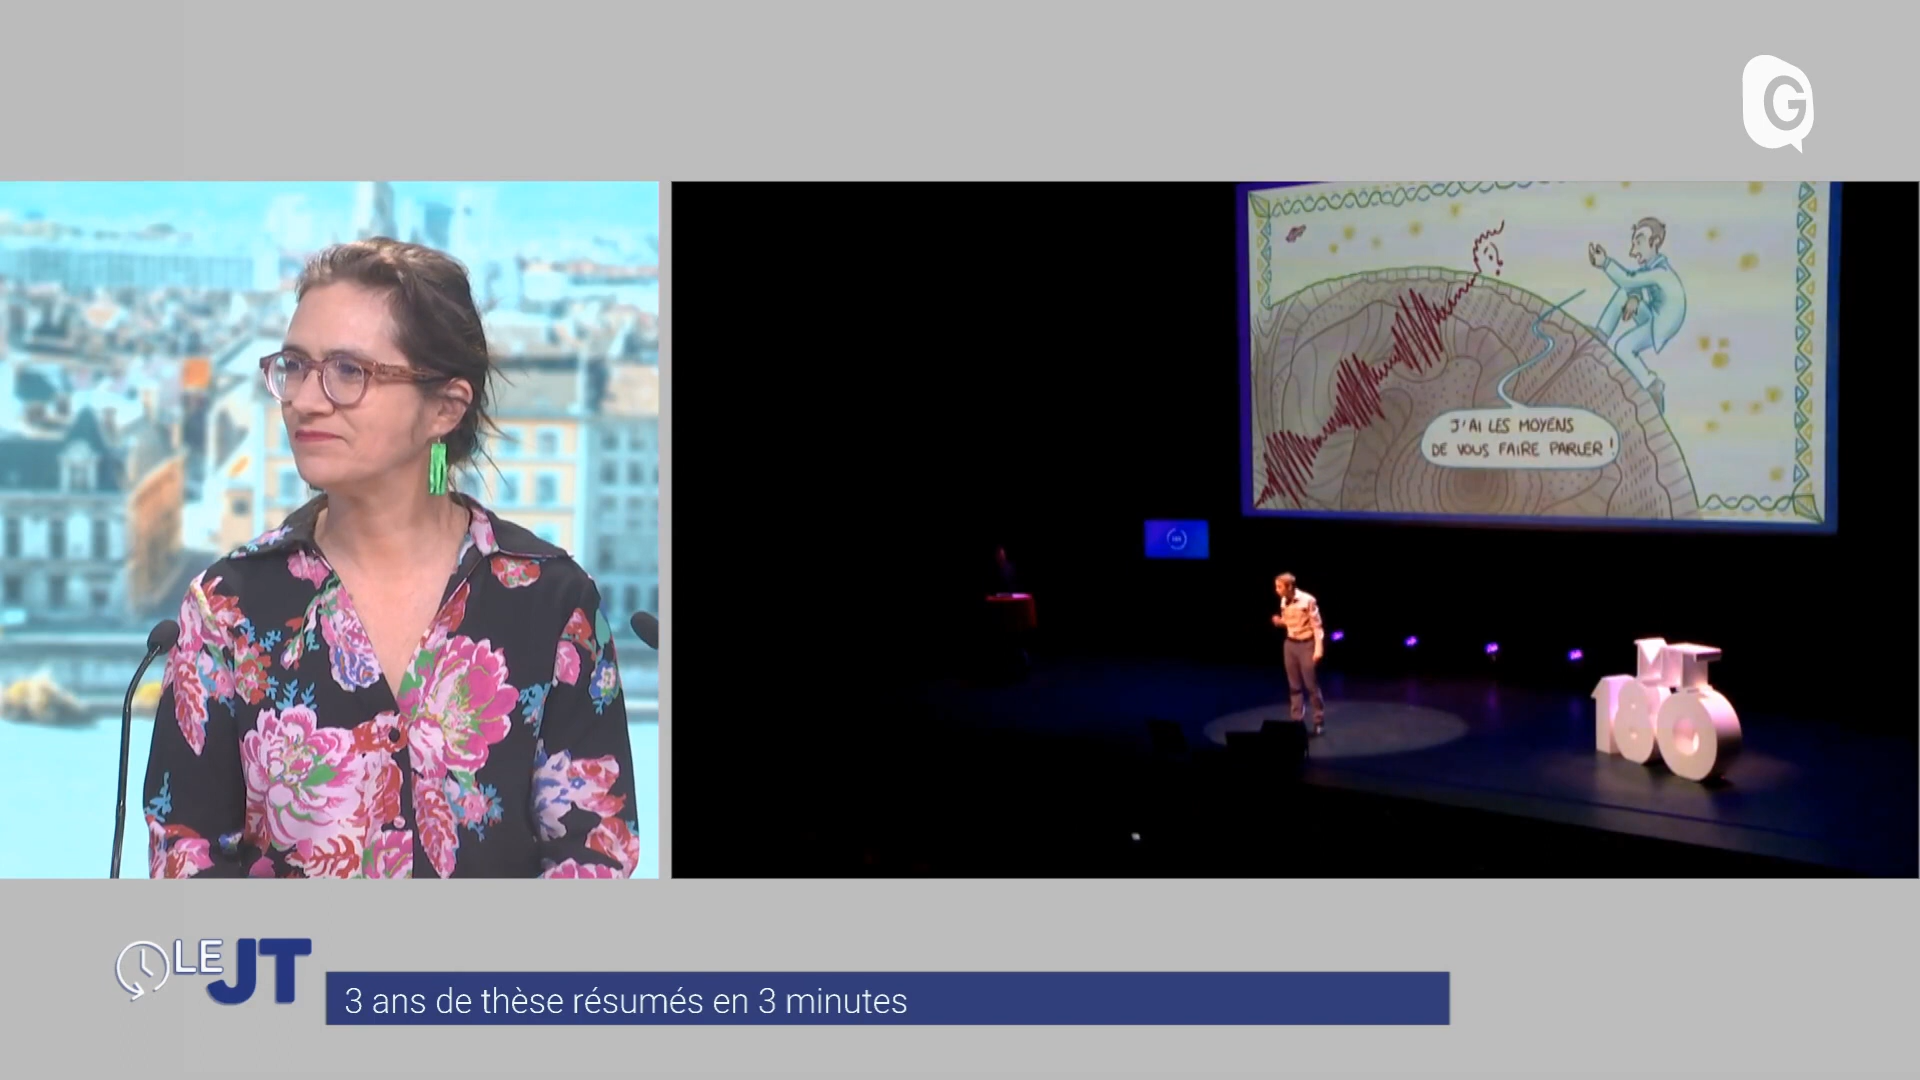 G
J'AI LES MOYENS
DE VOUS FAIRE PARLER !
MT
180
LE JT
3 ans de thèse résumés en 3 minutes